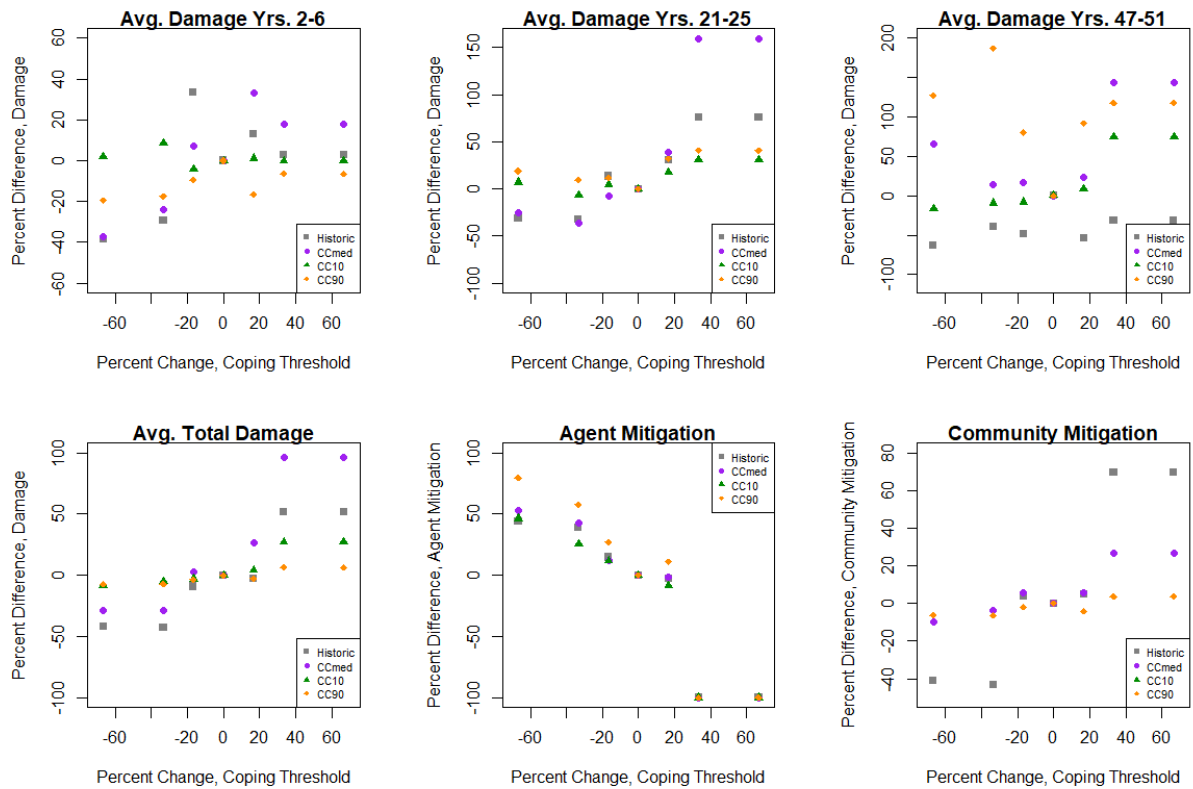 Avg. Damage Yrs. 2-6
Percent Difference, Damage
60
40
20
0
-20
-40
-60
Historic
CCmed
CC10
CC90
-60 -20 0 20 40 60
Percent Change, Coping Threshold
Avg. Damage Yrs. 21-25
Percent Difference, Damage
150
100
50
0
-50
-100
Historic
CCmed
CC10
CC90
-60 -20 0 20 40 60
Percent Change, Coping Threshold
Avg. Damage Yrs. 47-51
Percent Difference, Damage
200
100
50
0
-100
Historic
CCmed
CC10
CC90
-60 -20 0 20 40 60
Percent Change, Coping Threshold
Avg. Total Damage
Percent Difference, Damage
100
50
0
-50
-100
Historic
CCmed
CC10
CC90
-60 -20 0 20 40 60
Percent Change, Coping Threshold
Agent Mitigation
Percent Difference, Agent Mitigation
100
50
0
-50
-100
Historic
CCmed
CC10
CC90
-60 -20 0 20 40 60
Percent Change, Coping Threshold
Community Mitigation
Percent Difference, Community Mitigation
80
60
40
20
0
-20
-40
Historic
CCmed
CC10
CC90
-60 -20 0 20 40 60
Percent Change, Coping Threshold